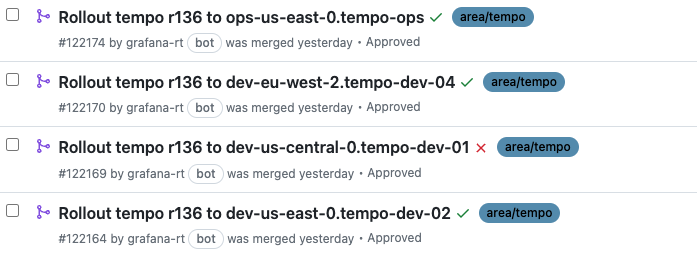 Rollout tempo r136 to ops-us-east-0.tempo-ops area/tempo
#122174 by grafana-rt bot was merged yesterday • Approved
Rollout tempo r136 to dev-eu-west-2.tempo-dev-04 area/tempo
#122170 by grafana-rt bot was merged yesterday • Approved
Rollout tempo r136 to dev-us-central-0.tempo-dev-01 area/tempo
#122169 by grafana-rt bot was merged yesterday • Approved
Rollout tempo r136 to dev-us-east-0.tempo-dev-02 area/tempo
#122164 by grafana-rt bot was merged yesterday • Approved